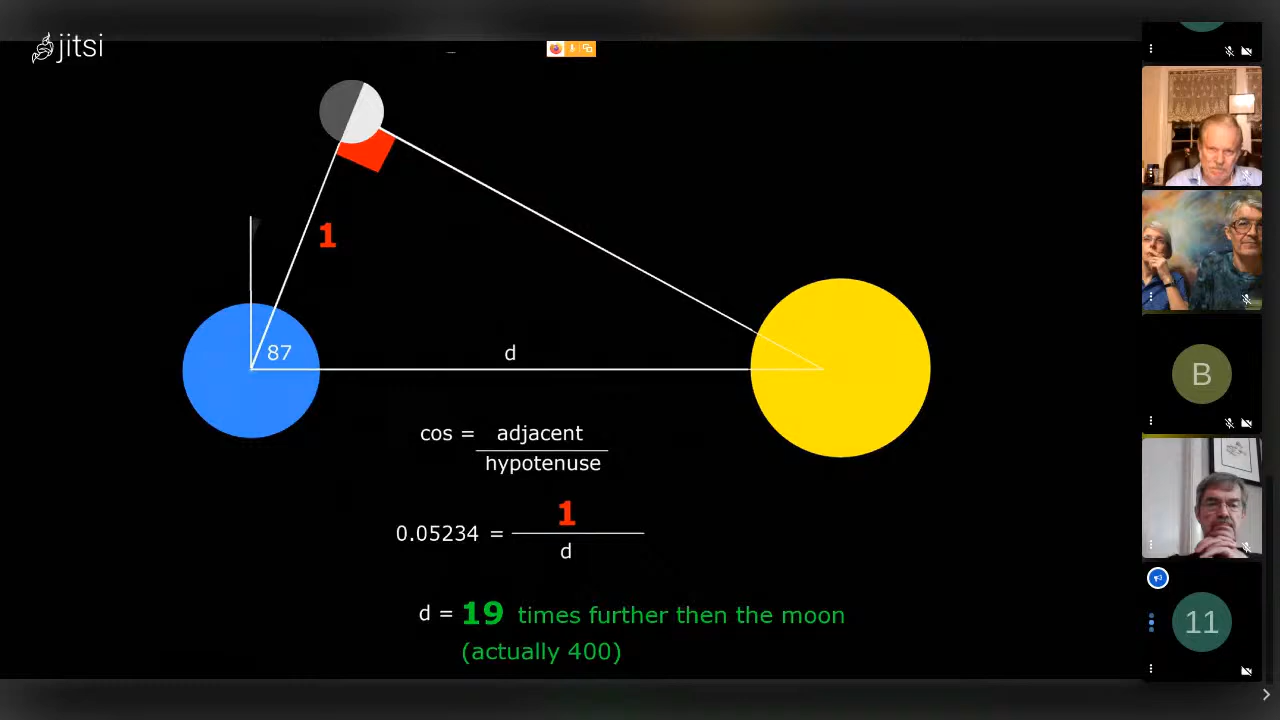 jitsi
1
87
d
cos = adjacent
hypotenuse
0.05234 = 1
d
d = 19 times further then the moon
(actually 400)
B
11